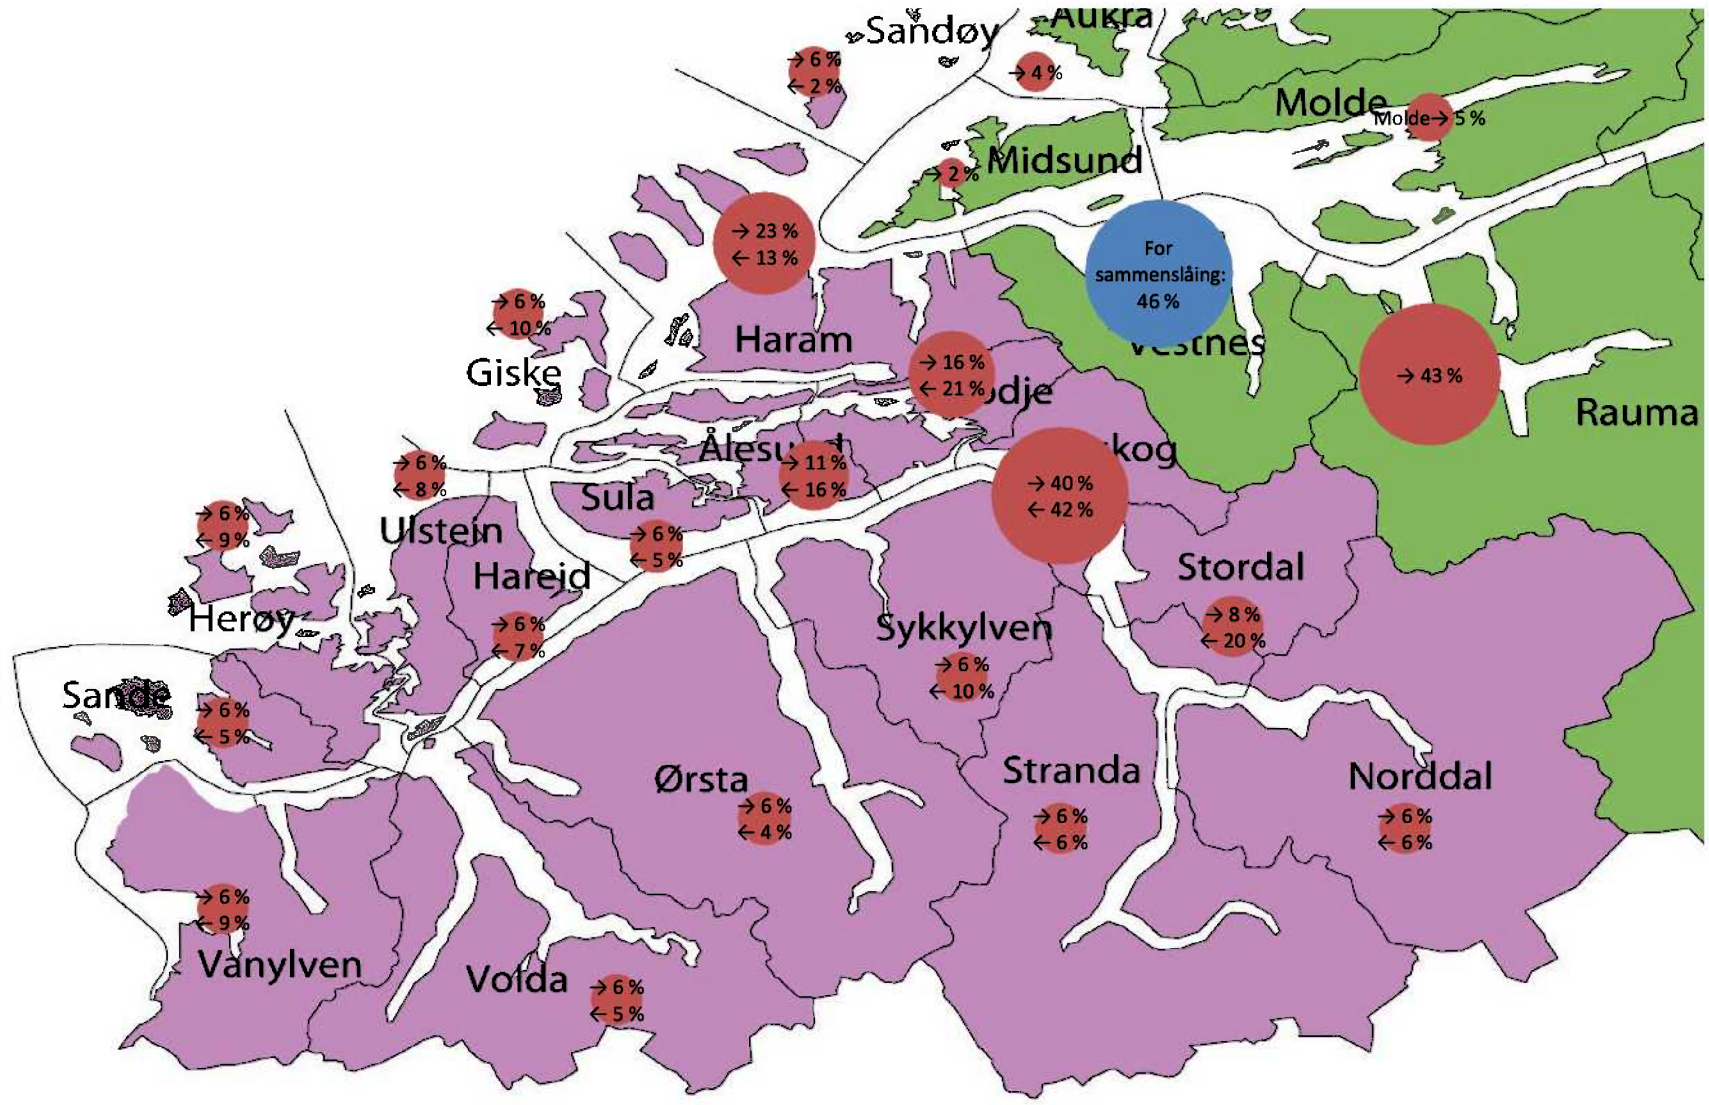 Sandøy
Aukra
→ 6 %
← 2 %
→ 4 %
Molde
Molde→ 5 %
Midsund
→ 2 %
→ 23 %
← 13 %
For
sammenslåing:
46 %
Vestnes
→ 6 %
← 10 %
Giske
Haram
→ 16 %
← 21 %
→ 43 %
Rauma
→ 6 %
← 8 %
→ 11 %
← 16 %
→ 40 %
← 42 %
Sula
→ 6 %
← 9 %
Ulstein
→ 6 %
← 5 %
Hareid
Stordal
→ 8 %
← 20 %
Herøy
→ 6 %
← 7 %
Sykkylven
→ 6 %
← 10 %
Sande
→ 6 %
← 5 %
Ørsta
→ 6 %
← 4 %
Stranda
→ 6 %
← 6 %
Norddal
→ 6 %
← 6 %
→ 6 %
← 9 %
Vanylven
Volda
→ 6 %
← 5 %